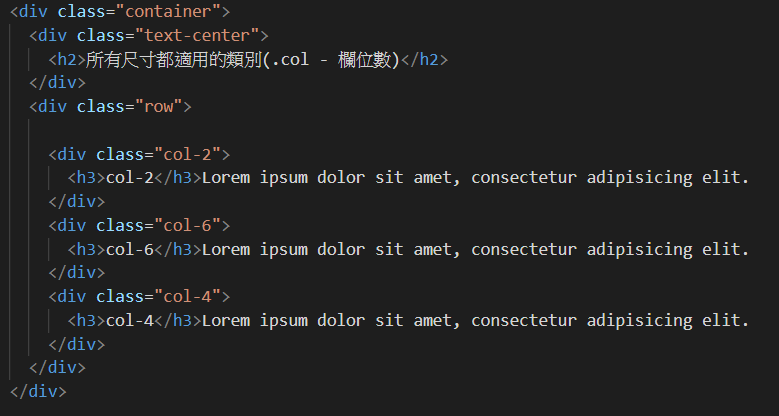 <div class="container">
<div class="text-center">
<h2>所有尺寸都適用的類別(.col - 欄位數)</h2>
</div>
<div class="row">
<div class="col-2">
<h3>col-2</h3>Lorem ipsum dolor sit amet, consectetur adipisicing elit.
</div>
<div class="col-6">
<h3>col-6</h3>Lorem ipsum dolor sit amet, consectetur adipisicing elit.
</div>
<div class="col-4">
<h3>col-4</h3>Lorem ipsum dolor sit amet, consectetur adipisicing elit.
</div>
</div>
</div>